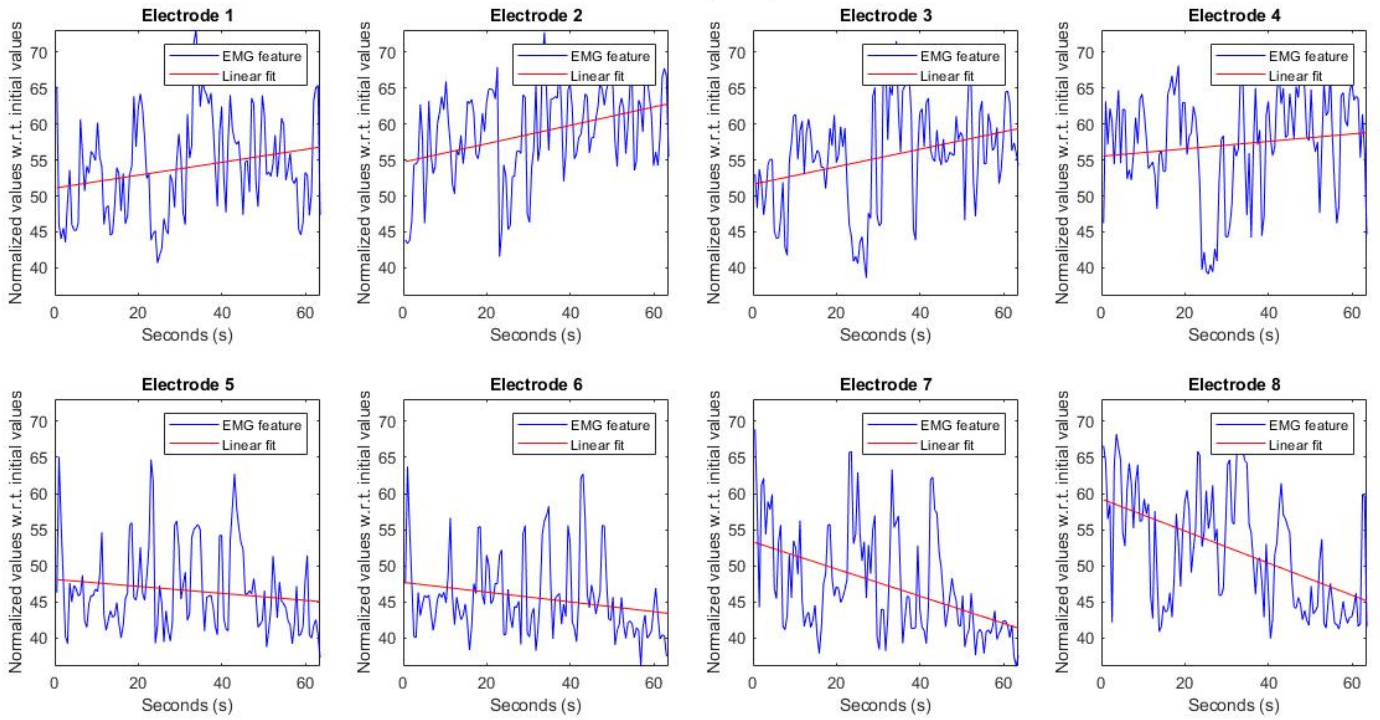 Electrode 1
Normalized values w.r.t. initial values
70
65
60
55
50
45
40
EMG feature
Linear fit
0 20 40 60
Seconds (s)
Electrode 2
Normalized values w.r.t. initial values
70
65
60
55
50
45
40
EMG feature
Linear fit
0 20 40 60
Seconds (s)
Electrode 3
Normalized values w.r.t. initial values
70
65
60
55
50
45
40
EMG feature
Linear fit
0 20 40 60
Seconds (s)
Electrode 4
Normalized values w.r.t. initial values
70
65
60
55
50
45
40
EMG feature
Linear fit
0 20 40 60
Seconds (s)
Electrode 5
Normalized values w.r.t. initial values
70
65
60
55
50
45
40
EMG feature
Linear fit
0 20 40 60
Seconds (s)
Electrode 6
Normalized values w.r.t. initial values
70
65
60
55
50
45
40
EMG feature
Linear fit
0 20 40 60
Seconds (s)
Electrode 7
Normalized values w.r.t. initial values
70
65
60
55
50
45
40
EMG feature
Linear fit
0 20 40 60
Seconds (s)
Electrode 8
Normalized values w.r.t. initial values
70
65
60
55
50
45
40
EMG feature
Linear fit
0 20 40 60
Seconds (s)